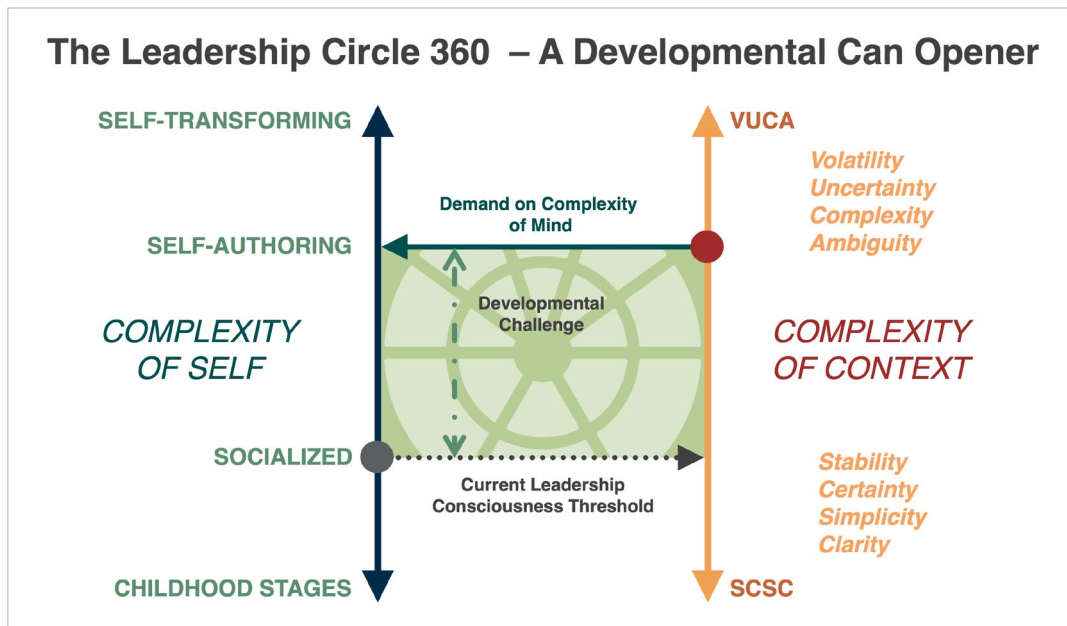 The Leadership Circle 360 – A Developmental Can Opener
SELF-TRANSFORMING
VUCA
Volatility
Uncertainty
Complexity
Ambiguity
Demand on Complexity
of Mind
SELF-AUTHORING
Developmental
Challenge
COMPLEXITY
OF SELF
COMPLEXITY
OF CONTEXT
SOCIALIZED
Current Leadership
Consciousness Threshold
Stability
Certainty
Simplicity
Clarity
CHILDHOOD STAGES
SCSC